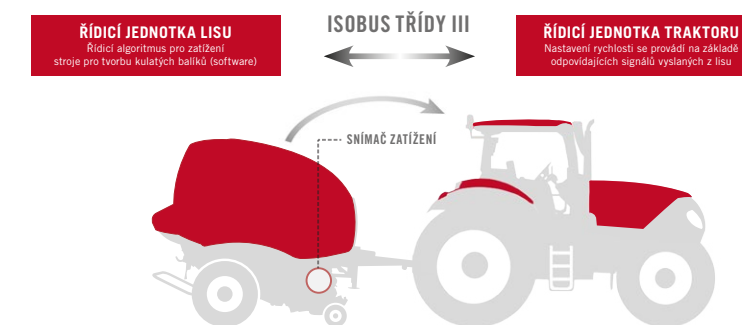 ŘÍDICÍ JEDNOTKA LISU
Řídicí algoritmus pro zatížení
stroje pro tvorbu kulatých balíků (software)
ISOBUS TŘÍDY III
ŘÍDICÍ JEDNOTKA TRAKTORU
Nastavení rychlosti se provádí na základě
odpovídajících signálů vyslaných z lisu
SNÍMAČ ZATÍŽENÍ